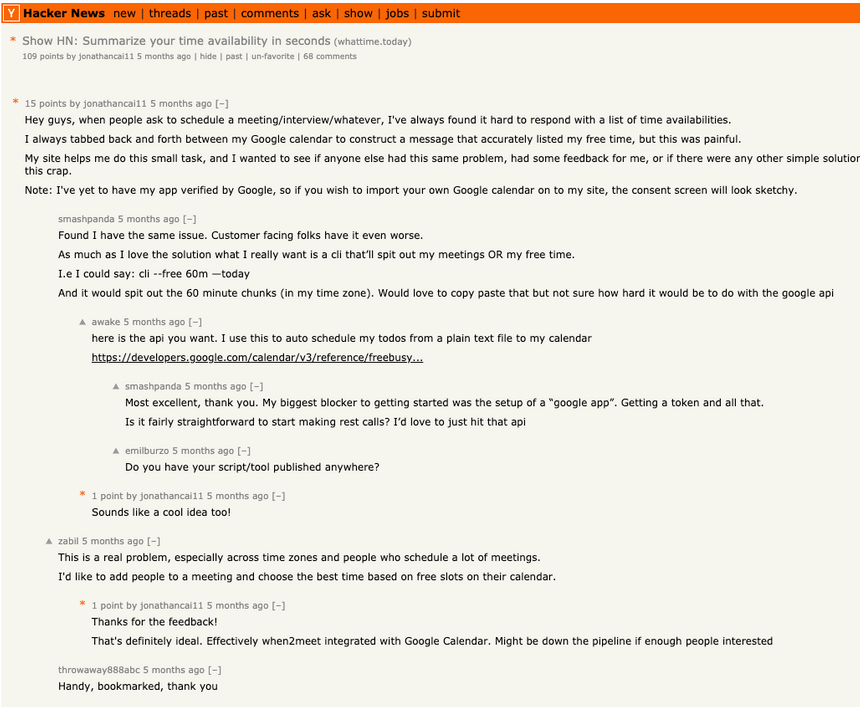 Y Hacker News new | threads | past | comments | ask | show | jobs | submit
* Show HN: Summarize your time availability in seconds (whattime.today)
109 points by jonathancai11 5 months ago | hide | past | un-favorite | 68 comments
* 15 points by jonathancai11 5 months ago [–]
Hey guys, when people ask to schedule a meeting/interview/whatever, I've always found it hard to respond with a list of time availabilities.
I always tabbed back and forth between my Google calendar to construct a message that accurately listed my free time, but this was painful.
My site helps me do this small task, and I wanted to see if anyone else had this same problem, had some feedback for me, or if there were any other simple solution
this crap.
Note: I've yet to have my app verified by Google, so if you wish to import your own Google calendar on to my site, the consent screen will look sketchy.
smashpanda 5 months ago [–]
Found I have the same issue. Customer facing folks have it even worse.
As much as I love the solution what I really want is a cli that’ll spit out my meetings OR my free time.
I.e I could say: cli --free 60m —today
And it would spit out the 60 minute chunks (in my time zone). Would love to copy paste that but not sure how hard it would be to do with the google api
awake 5 months ago [–]
here is the api you want. I use this to auto schedule my todos from a plain text file to my calendar
https://developers.google.com/calendar/v3/reference/freebusy...
smashpanda 5 months ago [–]
Most excellent, thank you. My biggest blocker to getting started was the setup of a “google app”. Getting a token and all that.
Is it fairly straightforward to start making rest calls? I’d love to just hit that api
emilburzo 5 months ago [–]
Do you have your script/tool published anywhere?
* 1 point by jonathancai11 5 months ago [–]
Sounds like a cool idea too!
zabil 5 months ago [–]
This is a real problem, especially across time zones and people who schedule a lot of meetings.
I'd like to add people to a meeting and choose the best time based on free slots on their calendar.
* 1 point by jonathancai11 5 months ago [–]
Thanks for the feedback!
That's definitely ideal. Effectively when2meet integrated with Google Calendar. Might be down the pipeline if enough people interested
throwaway888abc 5 months ago [–]
Handy, bookmarked, thank you